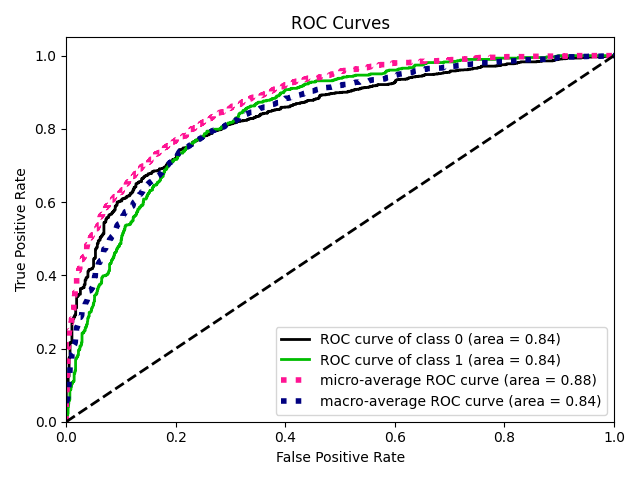 ROC Curves
True Positive Rate
1.0
0.8
0.6
0.4
0.2
0.0
ROC curve of class 0 (area = 0.84)
ROC curve of class 1 (area = 0.84)
micro-average ROC curve (area = 0.88)
macro-average ROC curve (area = 0.84)
0.0 0.2 0.4 0.6 0.8 1.0
False Positive Rate